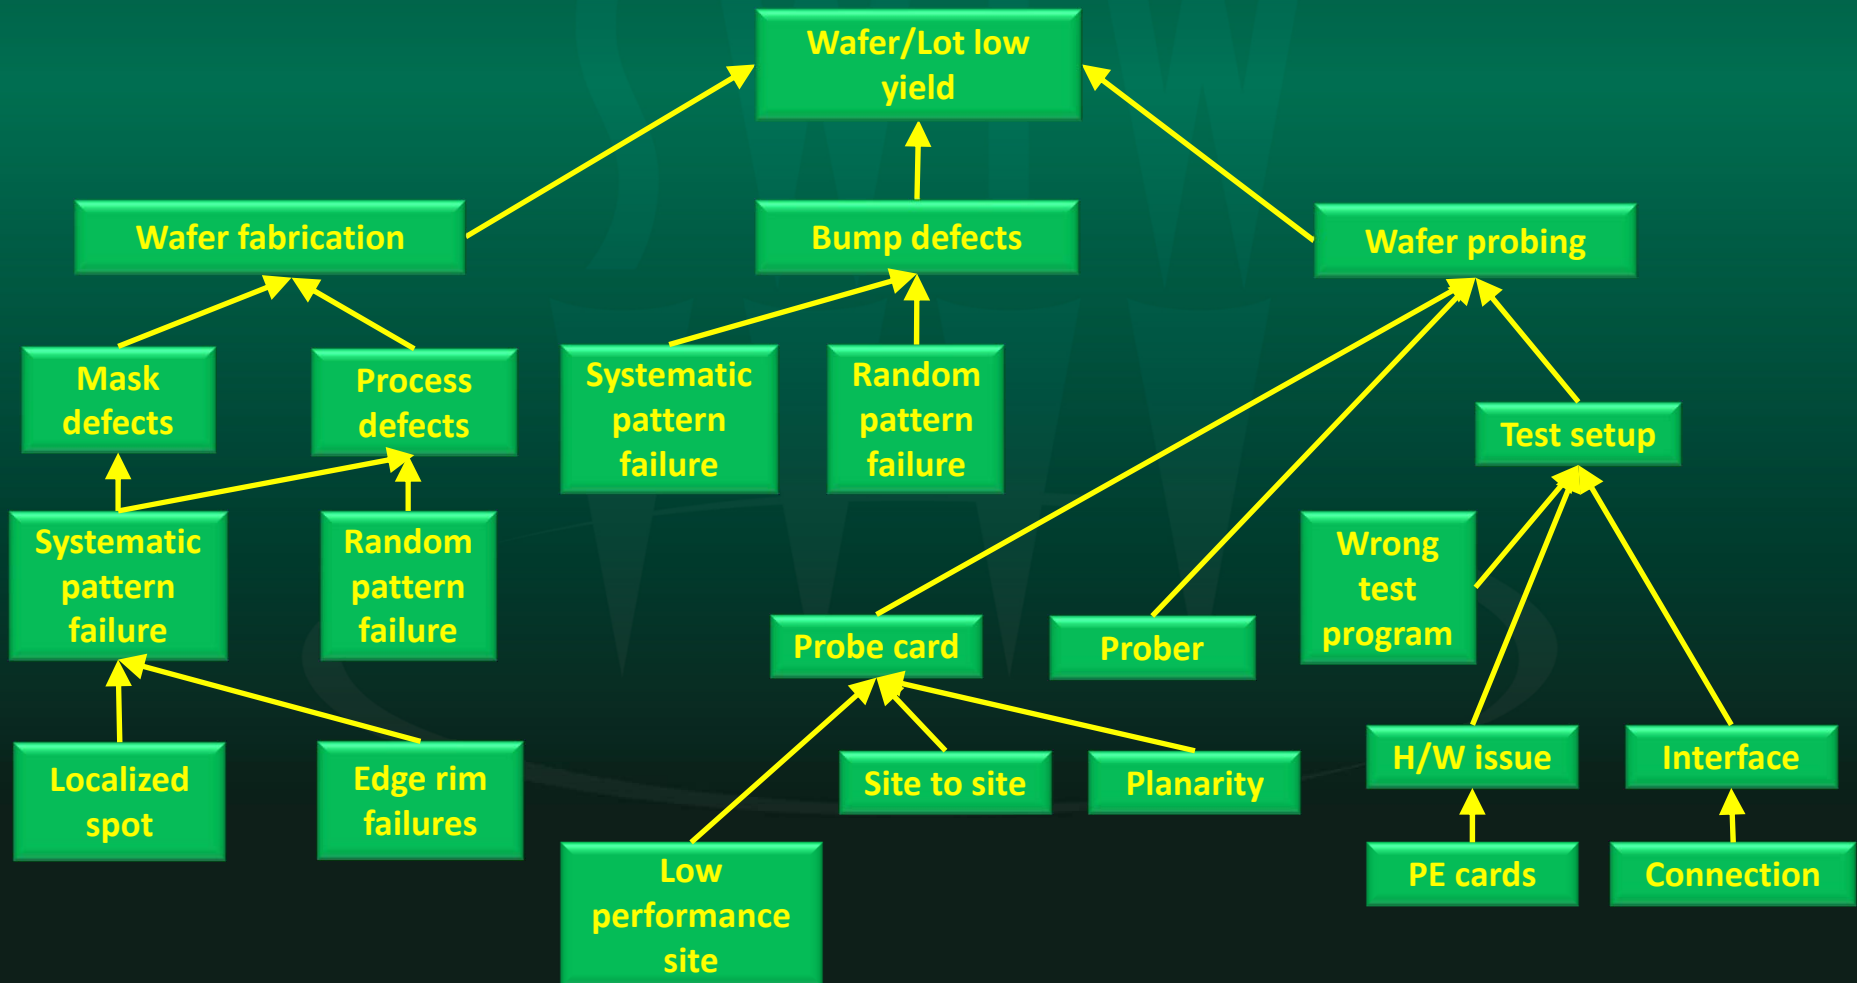 Wafer/Lot low
yield
Wafer fabrication
Bump defects
Wafer probing
Mask
defects
Process
defects
Systematic
pattern
failure
Random
pattern
failure
Test setup
Systematic
pattern
failure
Random
pattern
failure
Wrong
test
program
Probe card
Prober
Localized
spot
Edge rim
failures
Site to site
Planarity
H/W issue
Interface
Low
performance
site
PE cards
Connection